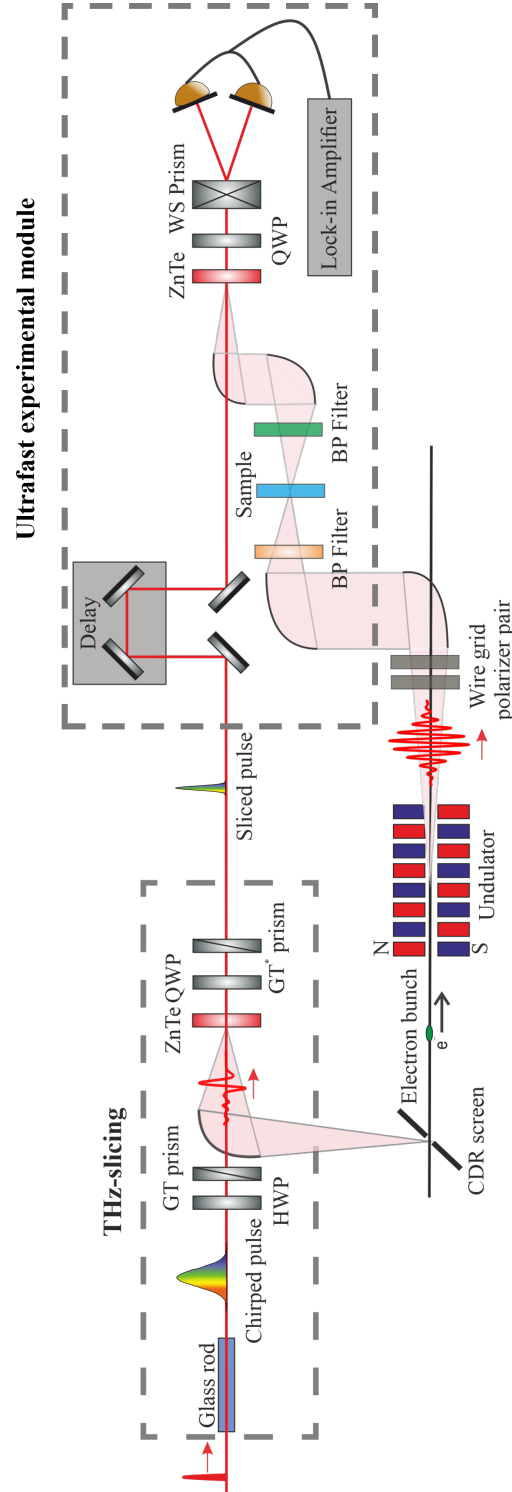 THz-slicing
Ultrafast experimental module
Glass rod
Chirped pulse
GT prism
HWP
ZnTe QWP
GT* prism
Sliced pulse
Delay
ZnTe
WS Prism
QWP
Lock-in Amplifier
Sample
BP Filter
BP Filter
CDR screen
Electron bunch
e-
N
S
Undulator
Wire grid
polarizer pair